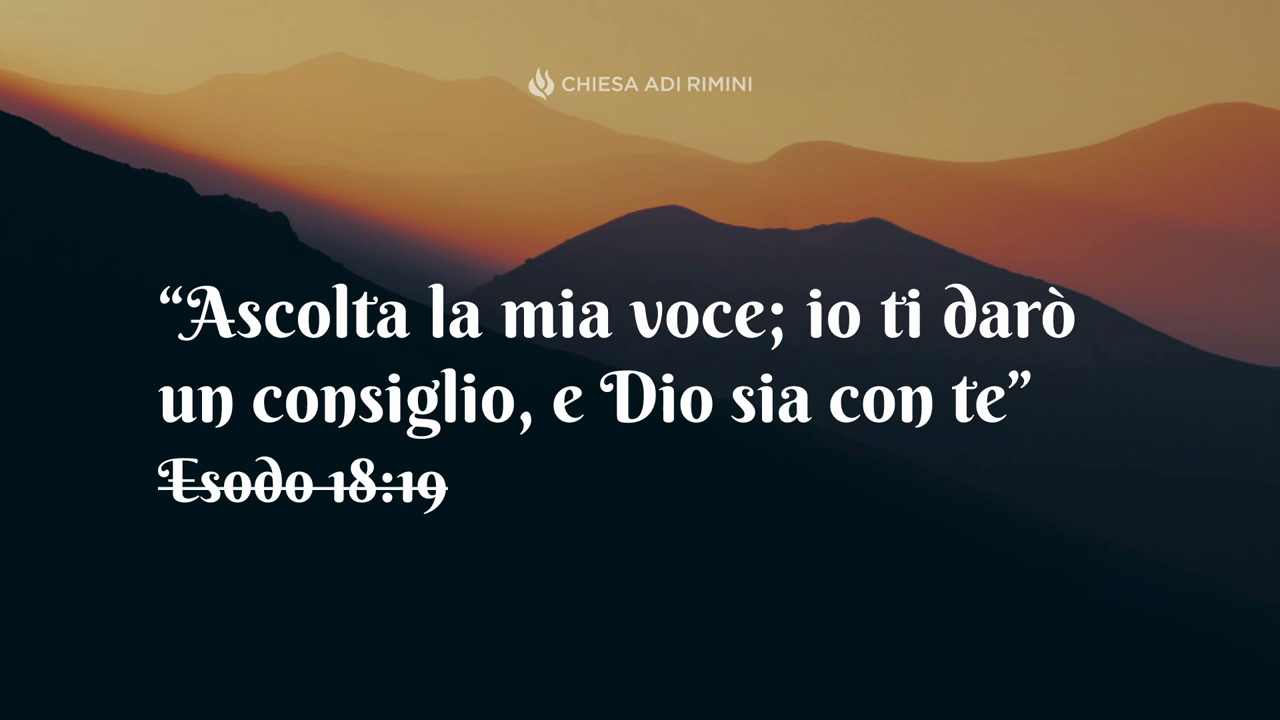 CHIESA ADI RIMINI
“Ascolta la mia voce; io ti darò
un consiglio, e Dio sia con te”
Esodo 18:19